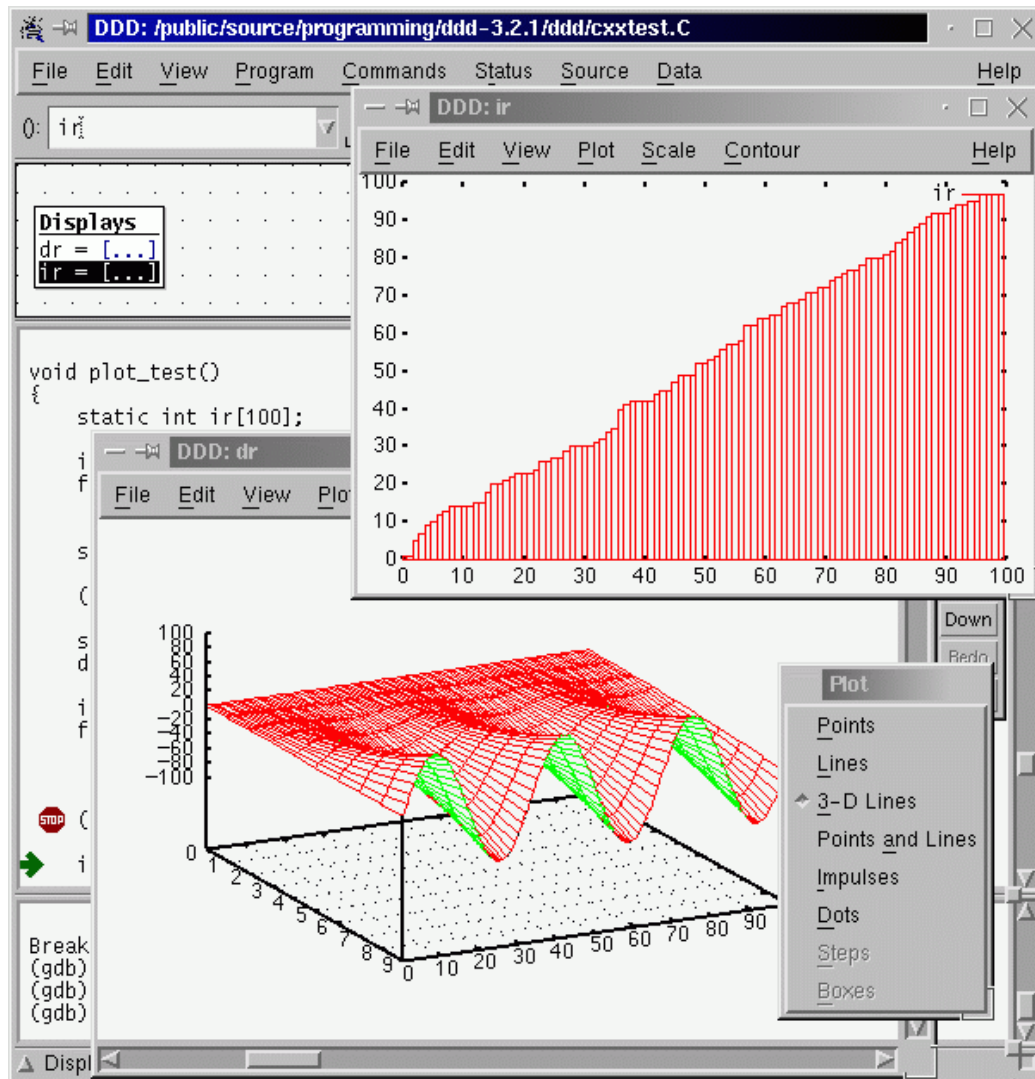 DDD: /public/source/programming/ddd-3.2.1/ddd/cxxtest.C
File Edit View Program Commands Status Source Data Help
(): ir
DDD: ir
File Edit View Plot Scale Contour Help
100
90
80
70
60
50
40
30
20
10
0
ir
0 10 20 30 40 50 60 70 80 90 100
Displays
dr = [...]
ir = [...]
void plot_test()
{
static int ir[100];
i
f
s
(
s
d
i
f
STOP (
i
DDD: dr
File Edit View Plo
100
80
60
40
20
0
-20
-40
-60
-80
-100
0
1 2 3 4 5 6 7 8 9
0 10 20 30 40 50 60 70 80 90
Down
Redo
Plot
Points
Lines
3-D Lines
Points and Lines
Impulses
Dots
Steps
Boxes
Break
(gdb)
(gdb)
(gdb)
Displ